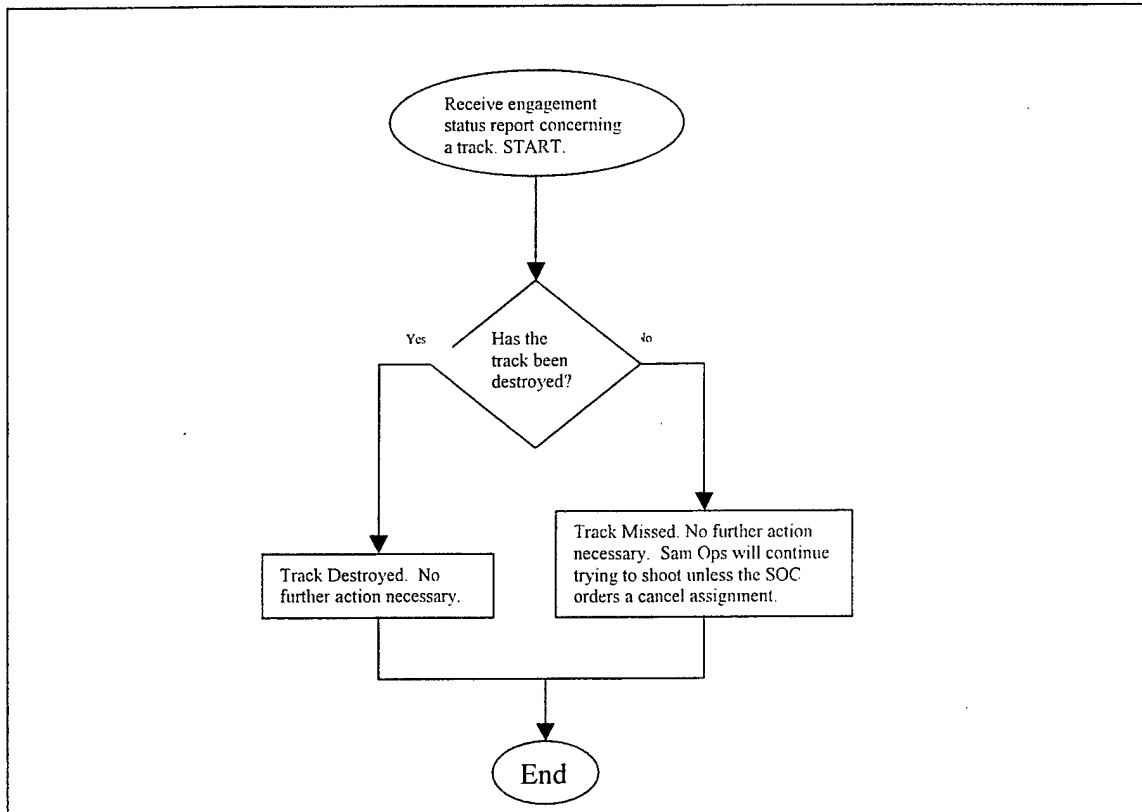 Receive engagement
status report concerning
a track. START.
Yes
Has the
track been
destroyed?
No
Track Missed. No further action
necessary. Sam Ops will continue
trying to shoot unless the SOC
orders a cancel assignment.
Track Destroyed. No
further action necessary.
End